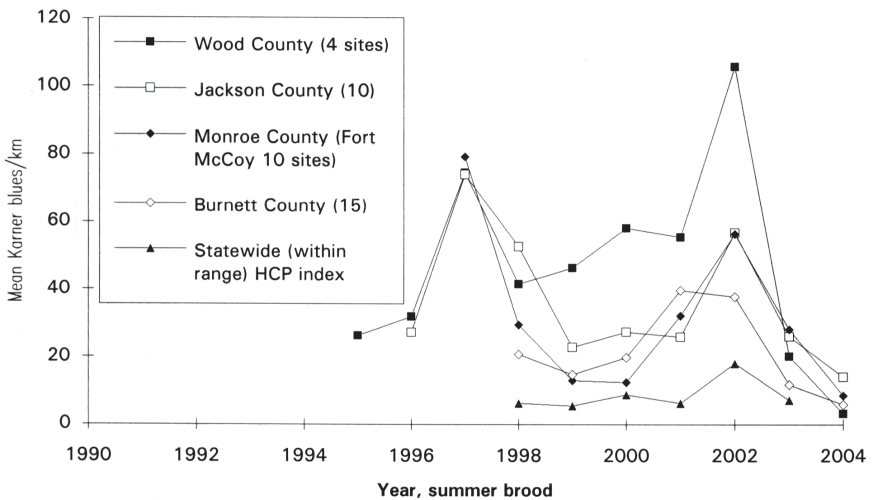 120
100
80
60
40
20
0
Mean Karner blues/km
Wood County (4 sites)
Jackson County (10)
Monroe County (Fort
McCoy 10 sites)
Burnett County (15)
Statewide (within
range) HCP index
1990 1992 1994 1996 1998 2000 2002 2004
Year, summer brood